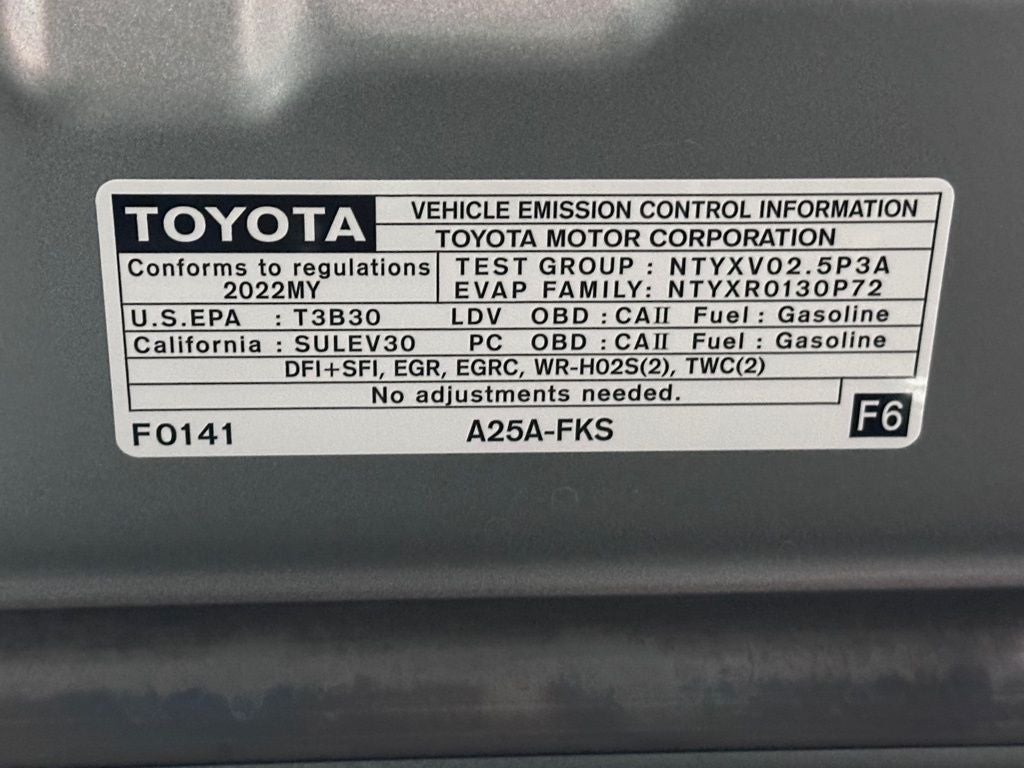 TOYOTA VEHICLE EMISSION CONTROL INFORMATION
TOYOTA MOTOR CORPORATION
Conforms to regulations TEST GROUP : NTYXV02.5P3A
2022MY EVAP FAMILY: NTYXR0130P72
U.S.EPA : T3B30 LDV OBD : CAII Fuel : Gasoline
California : SULEV30 PC OBD : CAII Fuel : Gasoline
DFI+SFI, EGR, EGRC, WR-HO2S(2), TWC(2)
No adjustments needed.
F0141 A25A-FKS F6